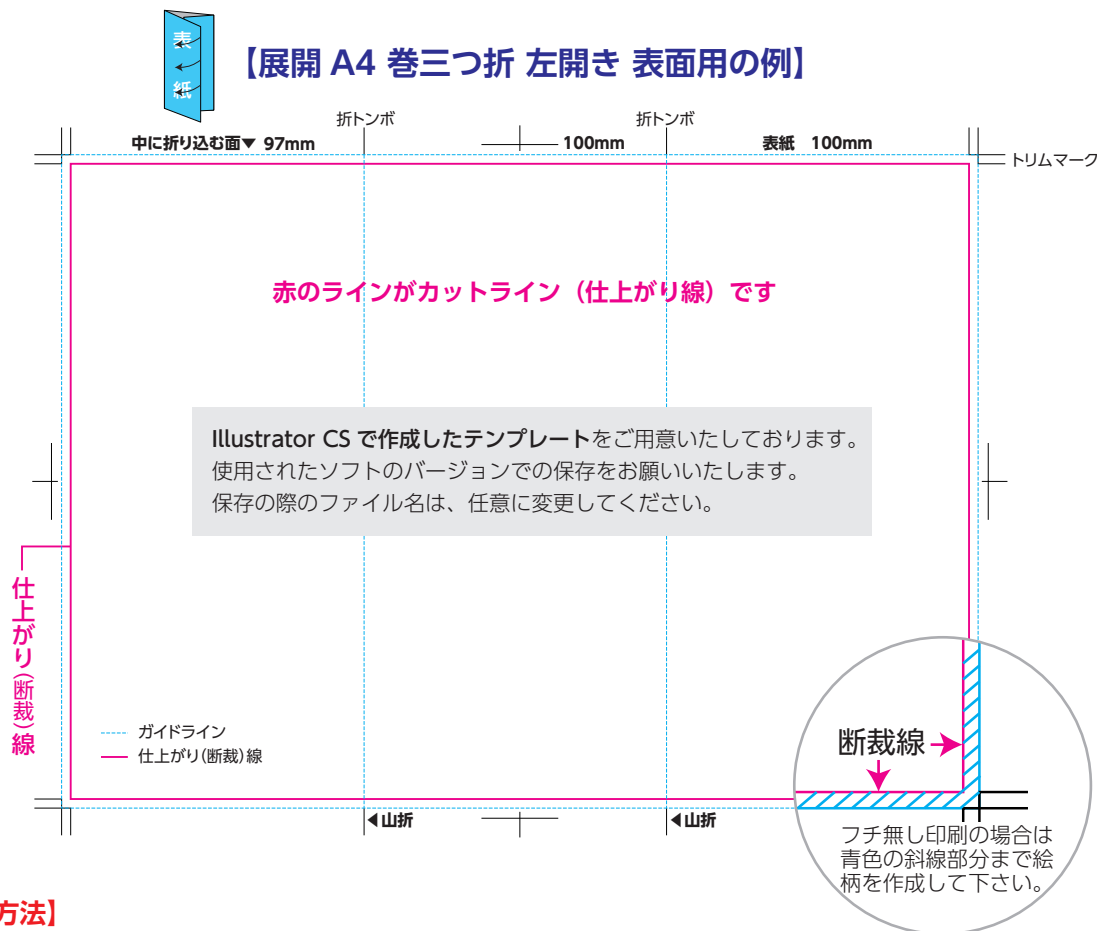 表紙
【展開 A4 巻三つ折 左開き 表面用の例】
折トンボ
折トンボ
中に折り込む面▼ 97mm
100mm
表紙 100mm
トリムマーク
赤のラインがカットライン（仕上がり線）です
Illustrator CS で作成したテンプレートをご用意いたしております。
使用されたソフトのバージョンでの保存をお願いいたします。
保存の際のファイル名は、任意に変更してください。
仕上がり(断裁)線
ガイドライン
仕上がり(断裁)線
断裁線
◀山折
◀山折
フチ無し印刷の場合は
青色の斜線部分まで絵
柄を作成して下さい。
方法】